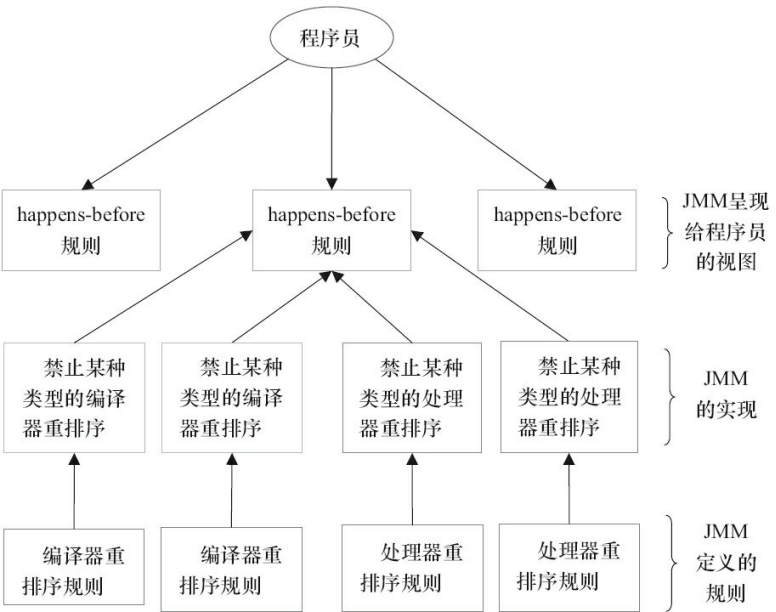 程序员
happens-before
规则
happens-before
规则
happens-before
规则
JMM呈现
给程序员
的视图
禁止某种
类型的编译
器重排序
禁止某种
类型的编译
器重排序
禁止某种
类型的处理
器重排序
禁止某种
类型的处理
器重排序
JMM
的实现
编译器重
排序规则
编译器重
排序规则
处理器重
排序规则
处理器重
排序规则
JMM
定义的
规则